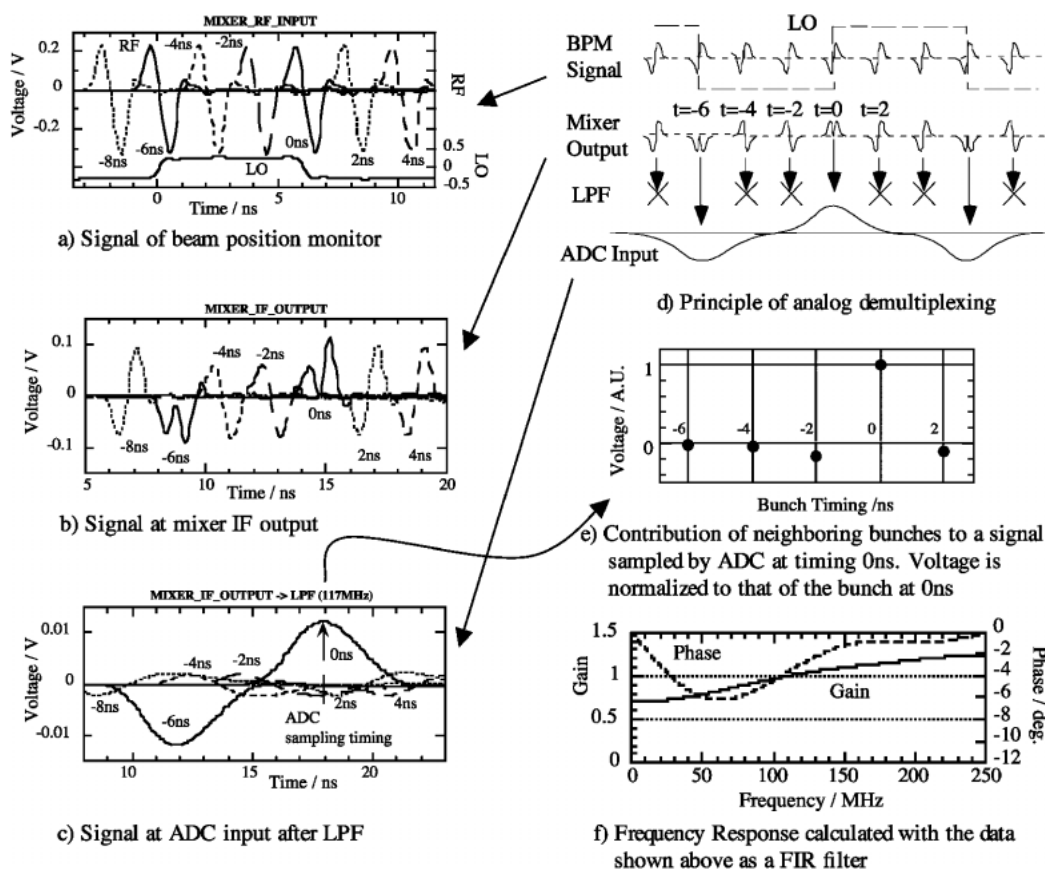 MIXER_RF_INPUT
Voltage / V
0.2
0
-0.2
RF
-4ns
-2ns
-8ns
-6ns
0ns
2ns
4ns
LO
RF
0.5
0
-0.5
LO
0
5
10
Time / ns
a) Signal of beam position monitor
MIXER_IF_OUTPUT
Voltage / V
0.1
0
-0.1
-4ns
-2ns
-8ns
-6ns
0ns
2ns
4ns
5
10
15
20
Time / ns
b) Signal at mixer IF output
MIXER_IF_OUTPUT -> LPF (117MHz)
Voltage / V
0.01
0
-0.01
-4ns
-2ns
0ns
-8ns
-6ns
2ns
4ns
ADC
sampling timing
10
15
20
Time / ns
c) Signal at ADC input after LPF
LO
BPM
Signal
t=-6 t=-4 t=-2 t=0 t=2
Mixer
Output
LPF
ADC Input
d) Principle of analog demultiplexing
Voltage / A.U.
1
0
-6
-4
-2
0
2
Bunch Timing /ns
e) Contribution of neighboring bunches to a signal
sampled by ADC at timing 0ns. Voltage is
normalized to that of the bunch at 0ns
Gain
1.5
1
0.5
0
Phase
Gain
0
-2
-4
-6
-8
-10
-12
Phase / deg.
0
50
100
150
200
250
Frequency / MHz
f) Frequency Response calculated with the data
shown above as a FIR filter